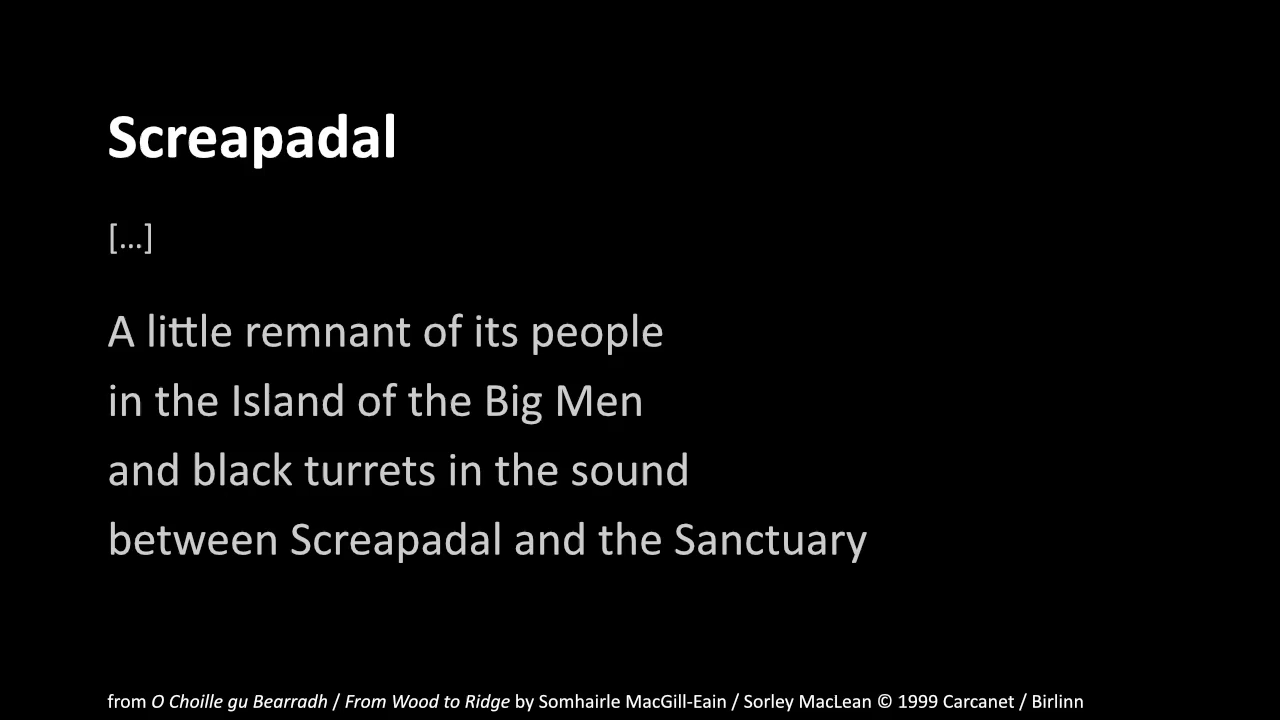 Screapadal
[...]
A little remnant of its people
in the Island of the Big Men
and black turrets in the sound
between Screapadal and the Sanctuary
from O Choille gu Bearradh / From Wood to Ridge by Somhairle MacGill-Eain / Sorley MacLean © 1999 Carcanet / Birlinn